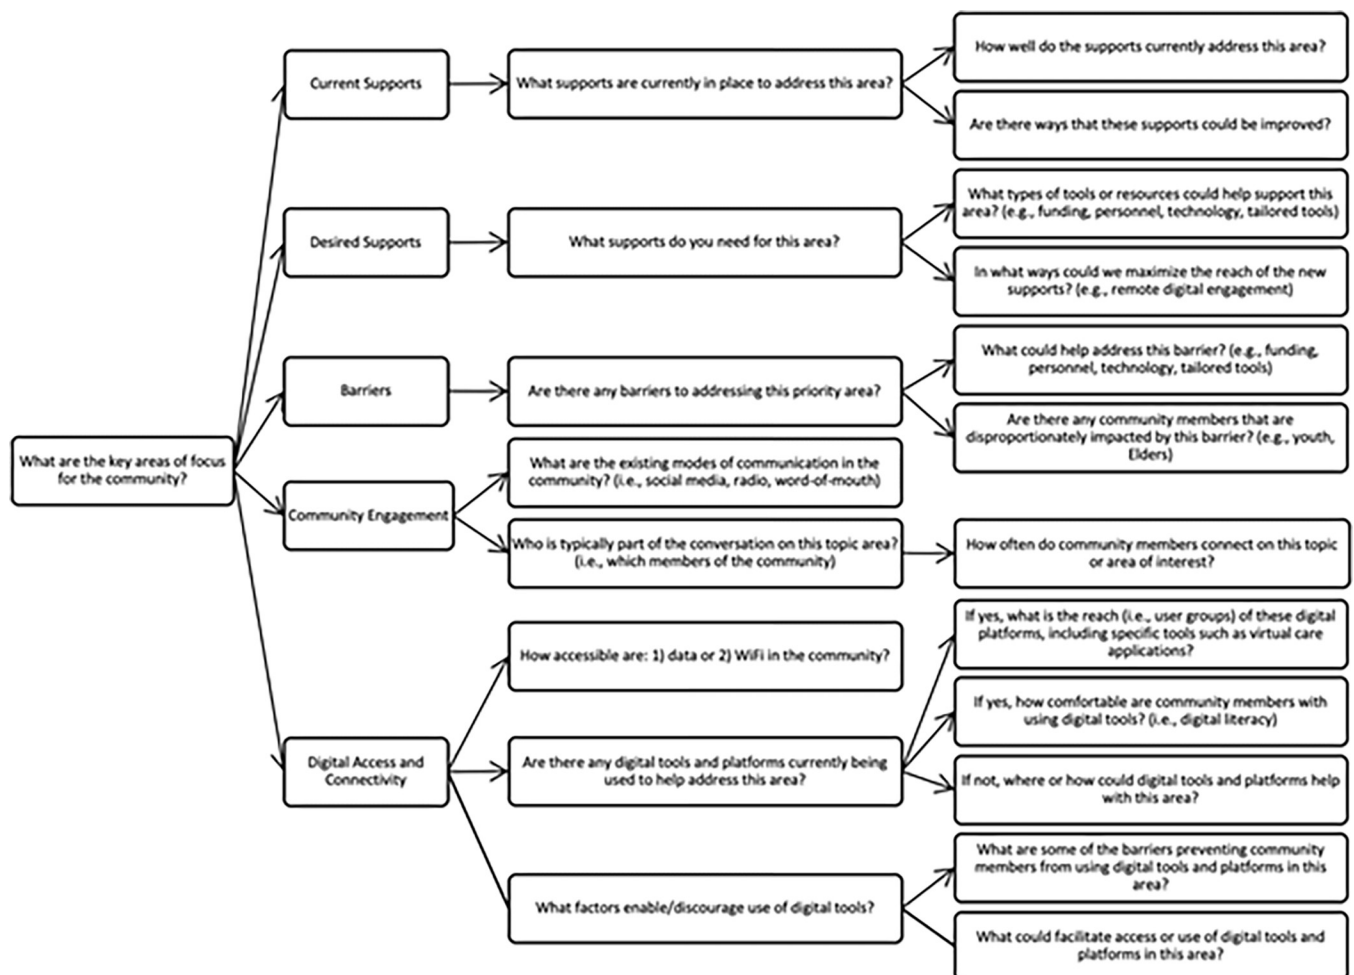 What are the key areas of focus
for the community?
Current Supports
What supports are currently in place to address this area?
How well do the supports currently address this area?
Are there ways that these supports could be improved?
Desired Supports
What supports do you need for this area?
What types of tools or resources could help support this
area? (e.g., funding, personnel, technology, tailored tools)
In what ways could we maximize the reach of the new
supports? (e.g., remote digital engagement)
Barriers
Are there any barriers to addressing this priority area?
What could help address this barrier? (e.g., funding,
personnel, technology, tailored tools)
Are there any community members that are
disproportionately impacted by this barrier? (e.g., youth,
Elders)
Community Engagement
What are the existing modes of communication in the
community? (i.e., social media, radio, word-of-mouth)
Who is typically part of the conversation on this topic area?
(i.e., which members of the community)
How often do community members connect on this topic
or area of interest?
Digital Access and
Connectivity
How accessible are: 1) data or 2) WiFi in the community?
Are there any digital tools and platforms currently being
used to help address this area?
If yes, what is the reach (i.e., user groups) of these digital
platforms, including specific tools such as virtual care
applications?
If yes, how comfortable are community members with
using digital tools? (i.e., digital literacy)
If not, where or how could digital tools and platforms help
with this area?
What factors enable/discourage use of digital tools?
What are some of the barriers preventing community
members from using digital tools and platforms in this
area?
What could facilitate access or use of digital tools and
platforms in this area?